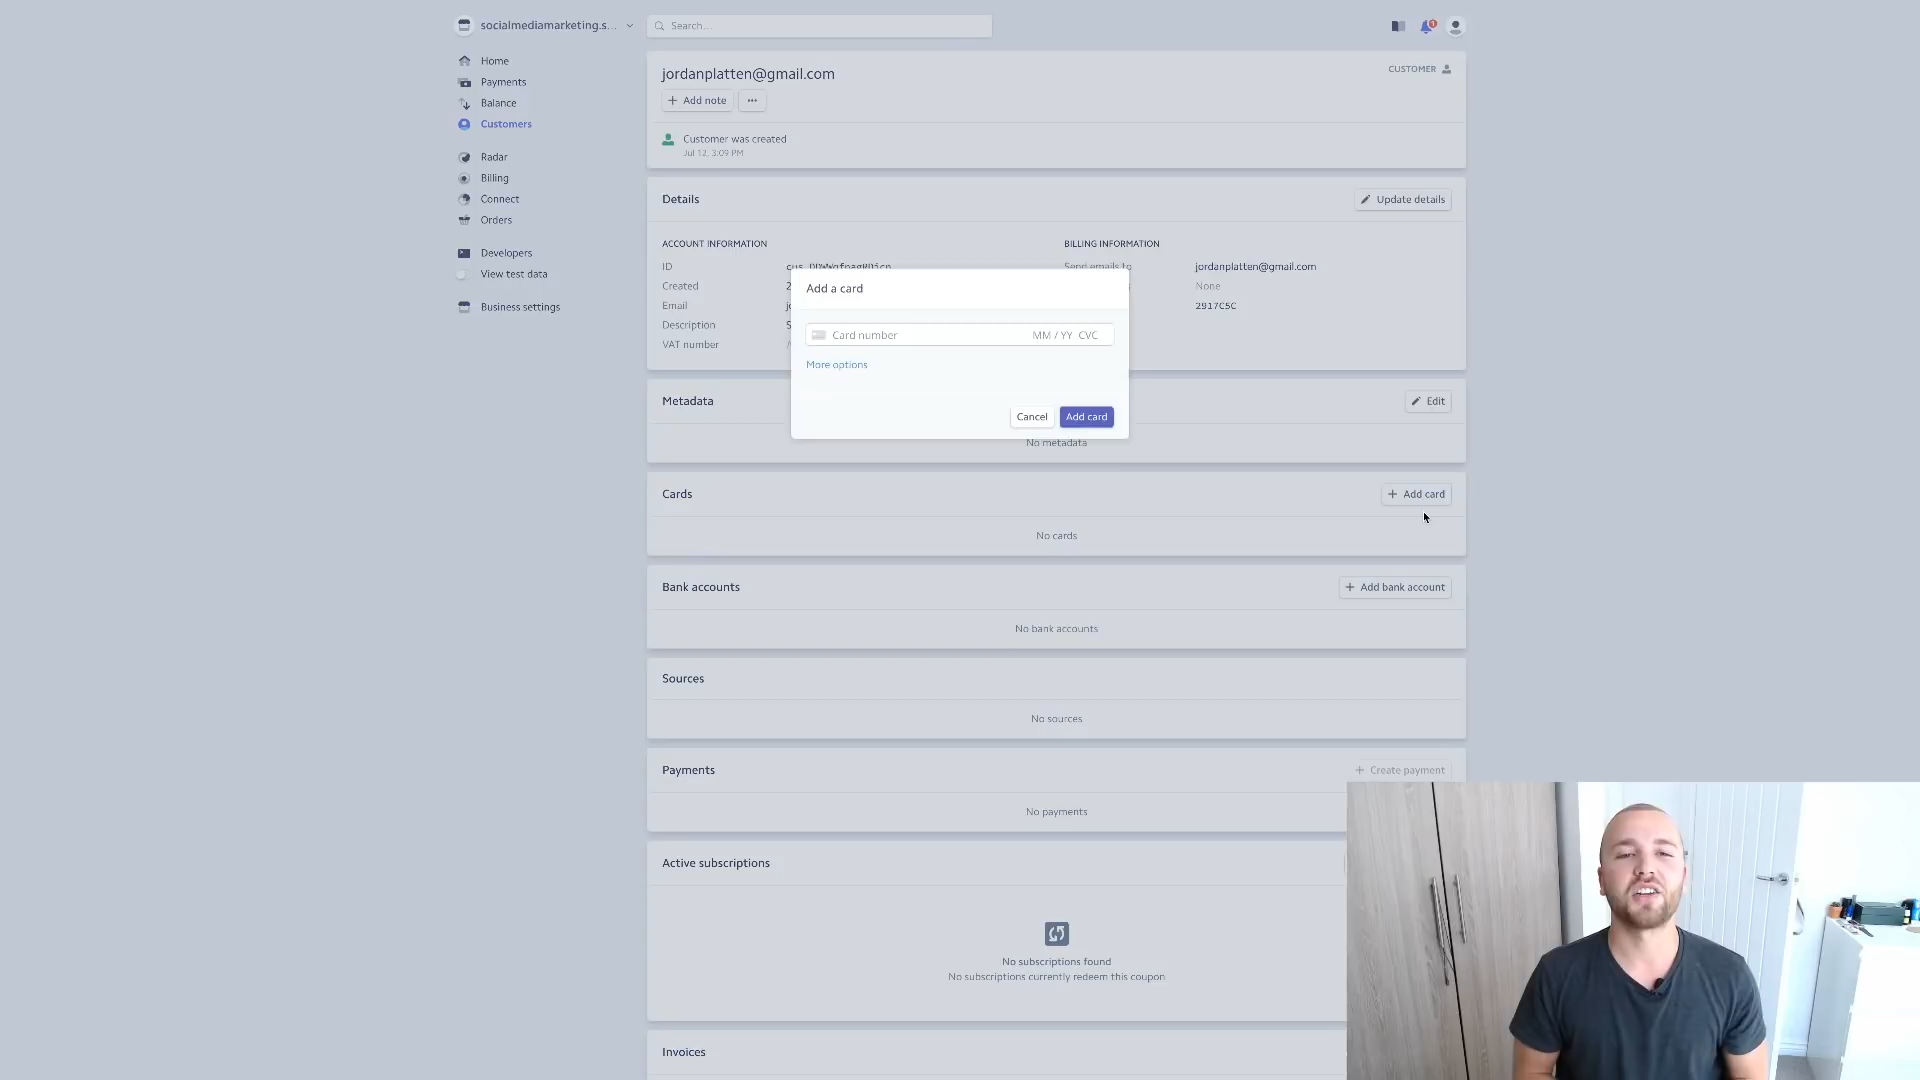 socialmediamarketing.s...
Search...
1
Home
Payments
Balance
Customers
Radar
Billing
Connect
Orders
Developers
View test data
Business settings
jordanplatten@gmail.com
CUSTOMER
+ Add note
...
Customer was created
Jul 12, 3:09 PM
Details
Update details
ACCOUNT INFORMATION
BILLING INFORMATION
ID
Send emails to
jordanplatten@gmail.com
Created
2
None
Email
2917C5C
Description
S
VAT number
Add a card
Card number
MM / YY CVC
More options
Cancel
Add card
Metadata
Edit
No metadata
Cards
+ Add card
No cards
Bank accounts
+ Add bank account
No bank accounts
Sources
No sources
Payments
+ Create payment
No payments
Active subscriptions
No subscriptions found
No subscriptions currently redeem this coupon
Invoices